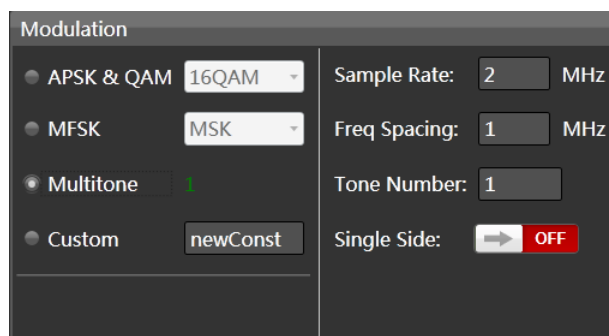 Modulation
APSK & QAM 16QAM
MFSK MSK
Multitone 1
Custom newConst
Sample Rate: 2 MHz
Freq Spacing: 1 MHz
Tone Number: 1
Single Side: OFF